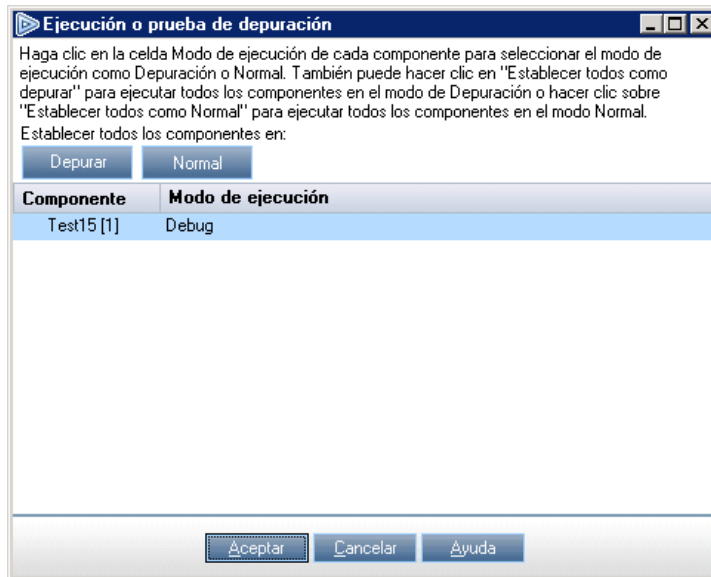 Ejecución o prueba de depuración
Haga clic en la celda Modo de ejecución de cada componente para seleccionar el modo de
ejecución como Depuración o Normal. También puede hacer clic en "Establecer todos como
depurar" para ejecutar todos los componentes en el modo de Depuración o hacer clic sobre
"Establecer todos como Normal" para ejecutar todos los componentes en el modo Normal.
Establecer todos los componentes en:
Depurar Normal
Componente Modo de ejecución
Test15 [1] Debug
Aceptar Cancelar Ayuda